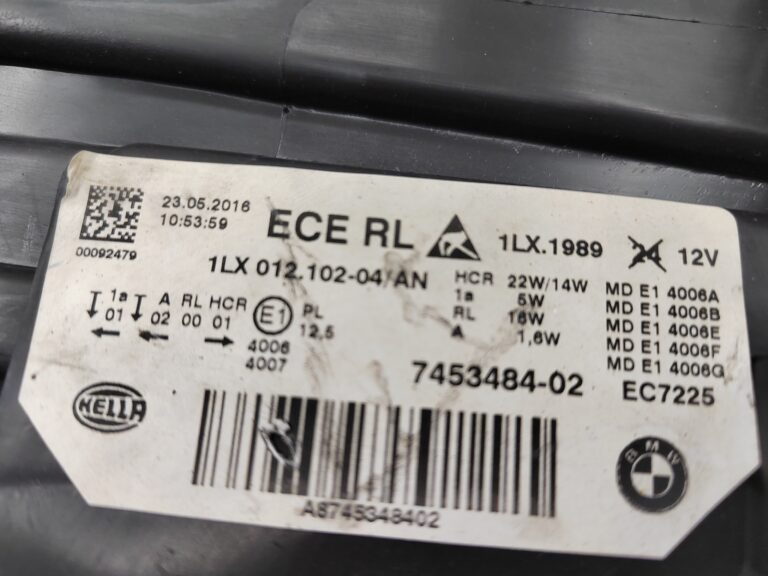 23.05.2016
10:53:59
00092479
ECE RL
1LX.1989
24 12V
1LX 012.102-04/AN
HCR 22W/14W
1a 5W
RL 16W
A 1,6W
MD E1 4006A
MD E1 4006B
MD E1 4006E
MD E1 4006F
MD E1 4006G
1a A RL HCR
01 02 00 01
E1
PL
12,5
4006
4007
7453484-02
EC7225
HELLA
BMW
A8745348402